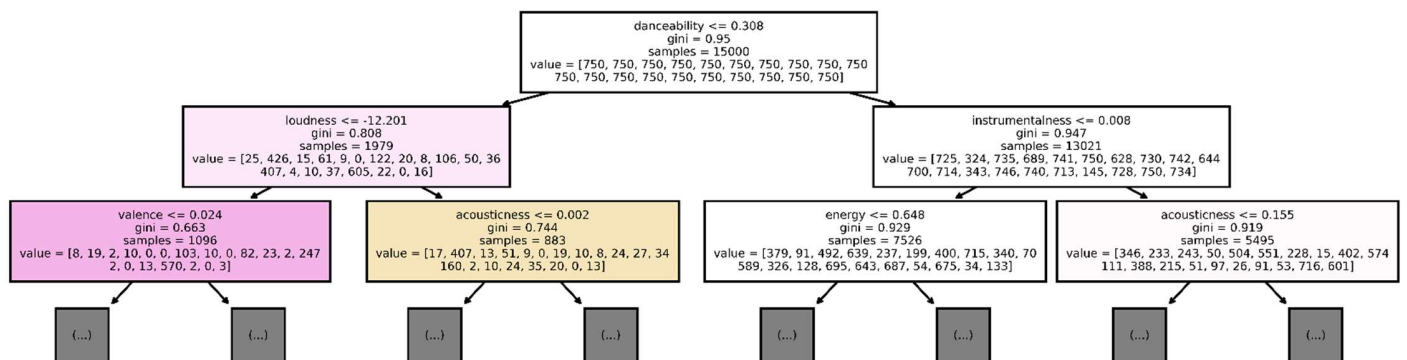 danceability <= 0.308
gini = 0.95
samples = 15000
value = [750, 750, 750, 750, 750, 750, 750, 750, 750, 750
750, 750, 750, 750, 750, 750, 750, 750, 750, 750]
loudness <= -12.201
gini = 0.808
samples = 1979
value = [25, 426, 15, 61, 9, 0, 122, 20, 8, 106, 50, 36
407, 4, 10, 37, 605, 22, 0, 16]
instrumentalness <= 0.008
gini = 0.947
samples = 13021
value = [725, 324, 735, 689, 741, 750, 628, 730, 742, 644
700, 714, 343, 746, 740, 713, 145, 728, 750, 734]
valence <= 0.024
gini = 0.663
samples = 1096
value = [8, 19, 2, 10, 0, 0, 103, 10, 0, 82, 23, 2, 247
2, 0, 13, 570, 2, 0, 3]
acousticness <= 0.002
gini = 0.744
samples = 883
value = [17, 407, 13, 51, 9, 0, 19, 10, 8, 24, 27, 34
160, 2, 10, 24, 35, 20, 0, 13]
energy <= 0.648
gini = 0.929
samples = 7526
value = [379, 91, 492, 639, 237, 199, 400, 715, 340, 70
589, 326, 128, 695, 643, 687, 54, 675, 34, 133]
acousticness <= 0.155
gini = 0.919
samples = 5495
value = [346, 233, 243, 50, 504, 551, 228, 15, 402, 574
111, 388, 215, 51, 97, 26, 91, 53, 716, 601]
(...)
(...)
(...)
(...)
(...)
(...)
(...)
(...)